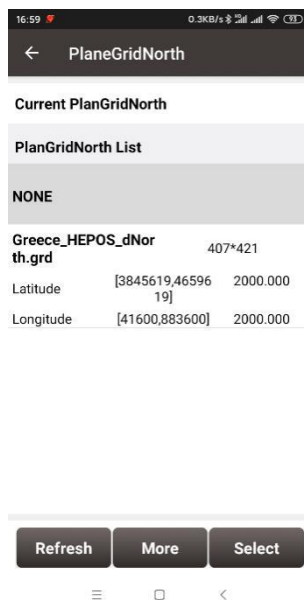 16:59 0.3KB/s 93
← PlaneGridNorth
Current PlanGridNorth
PlanGridNorth List
NONE
Greece_HEPOS_dNor
th.grd 407*421
Latitude [3845619,46596
19] 2000.000
Longitude [41600,883600] 2000.000
Refresh More Select